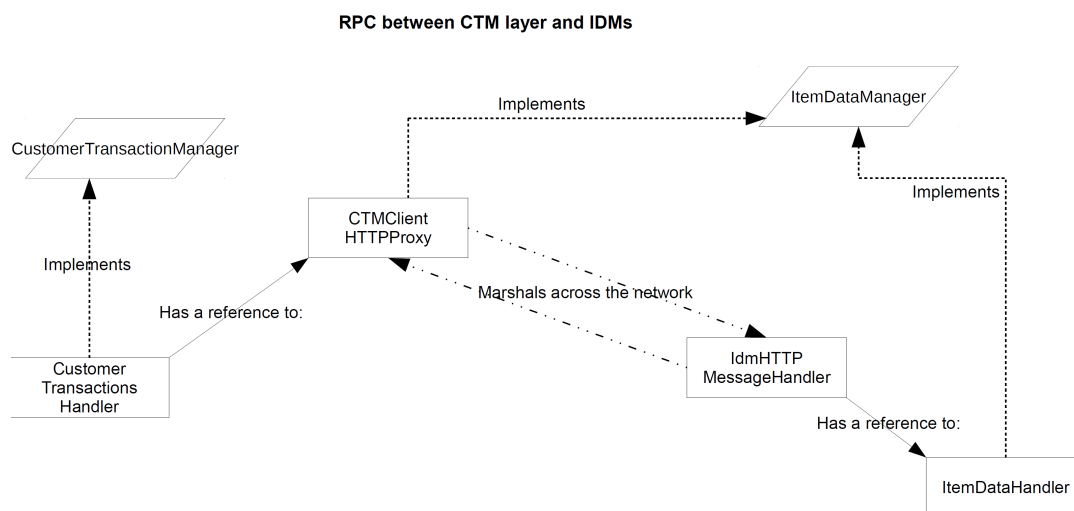 RPC between CTM layer and IDMs
Implements
ItemDataManager
CustomerTransactionManager
Implements
CTMClient
HTTPProxy
Implements
Marshals across the network
Has a reference to:
IdmHTTP
MessageHandler
Customer
Transactions
Handler
Has a reference to:
ItemDataHandler